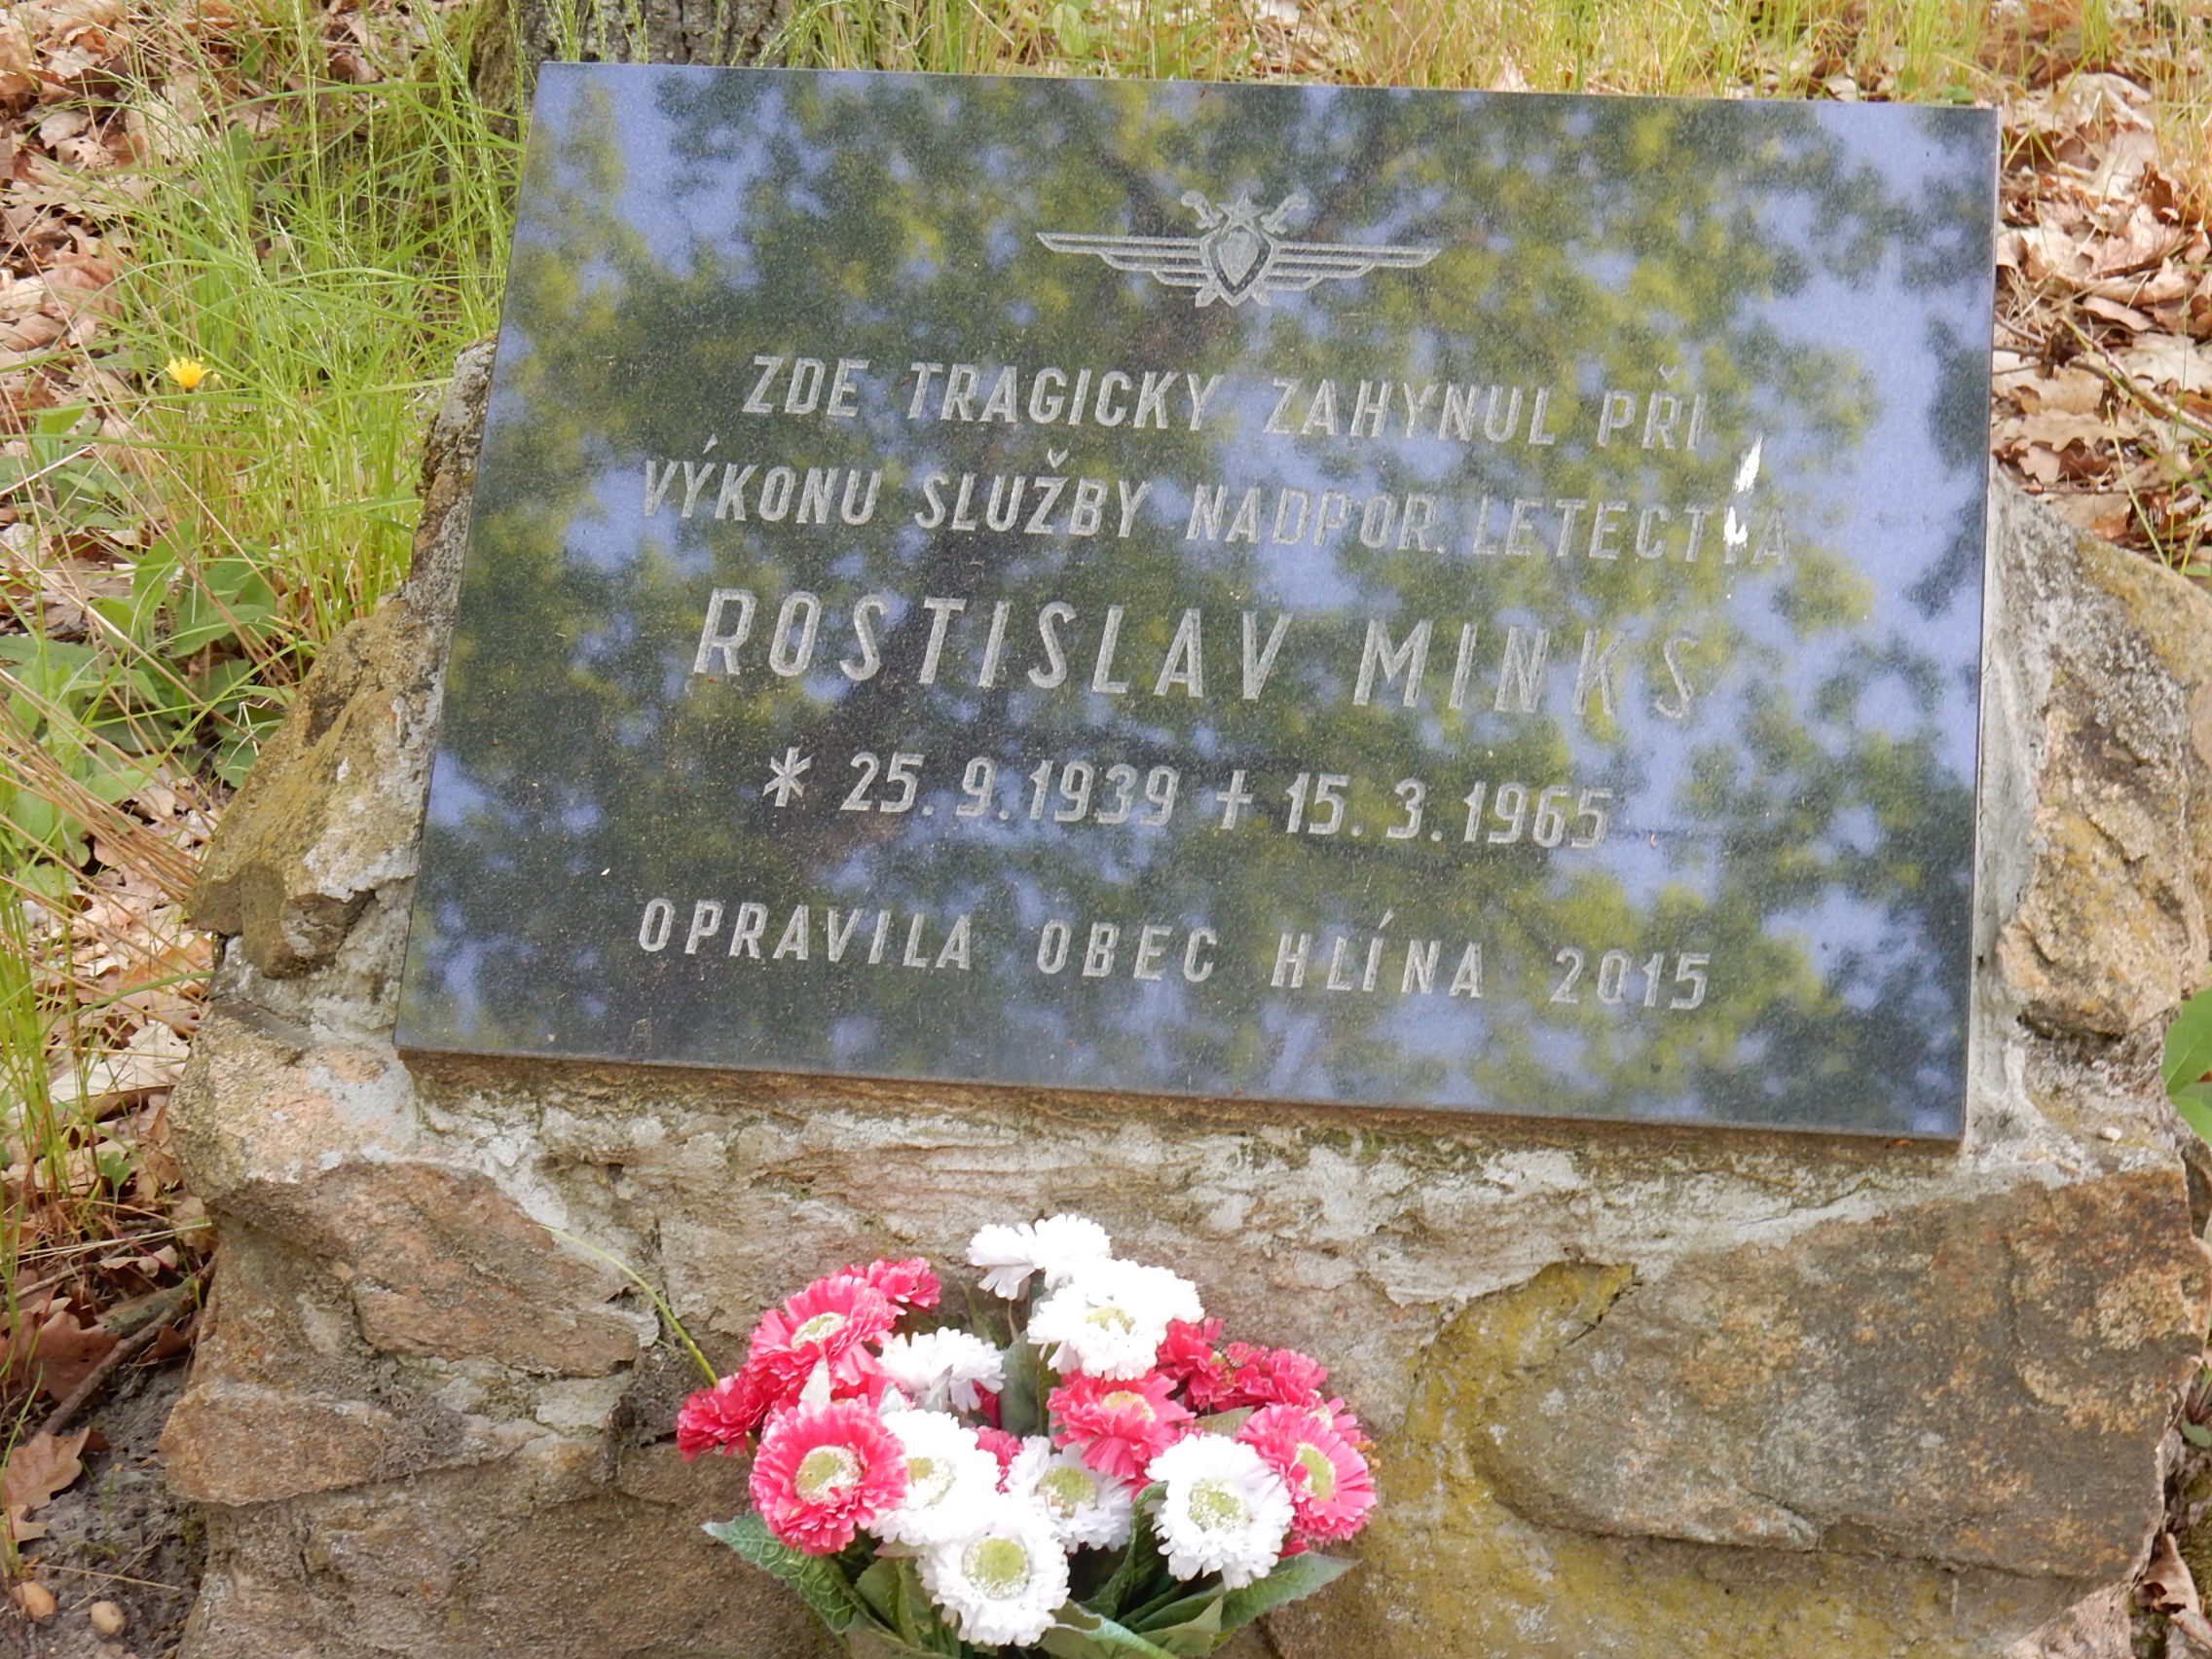 ZDE TRAGICKY ZAHYNUL PŘI
VÝKONU SLUŽBY NADPOR. LETECTVA
ROSTISLAV MINKS
* 25. 9. 1939 + 15. 3. 1965
OPRAVILA OBEC HLÍNA 2015